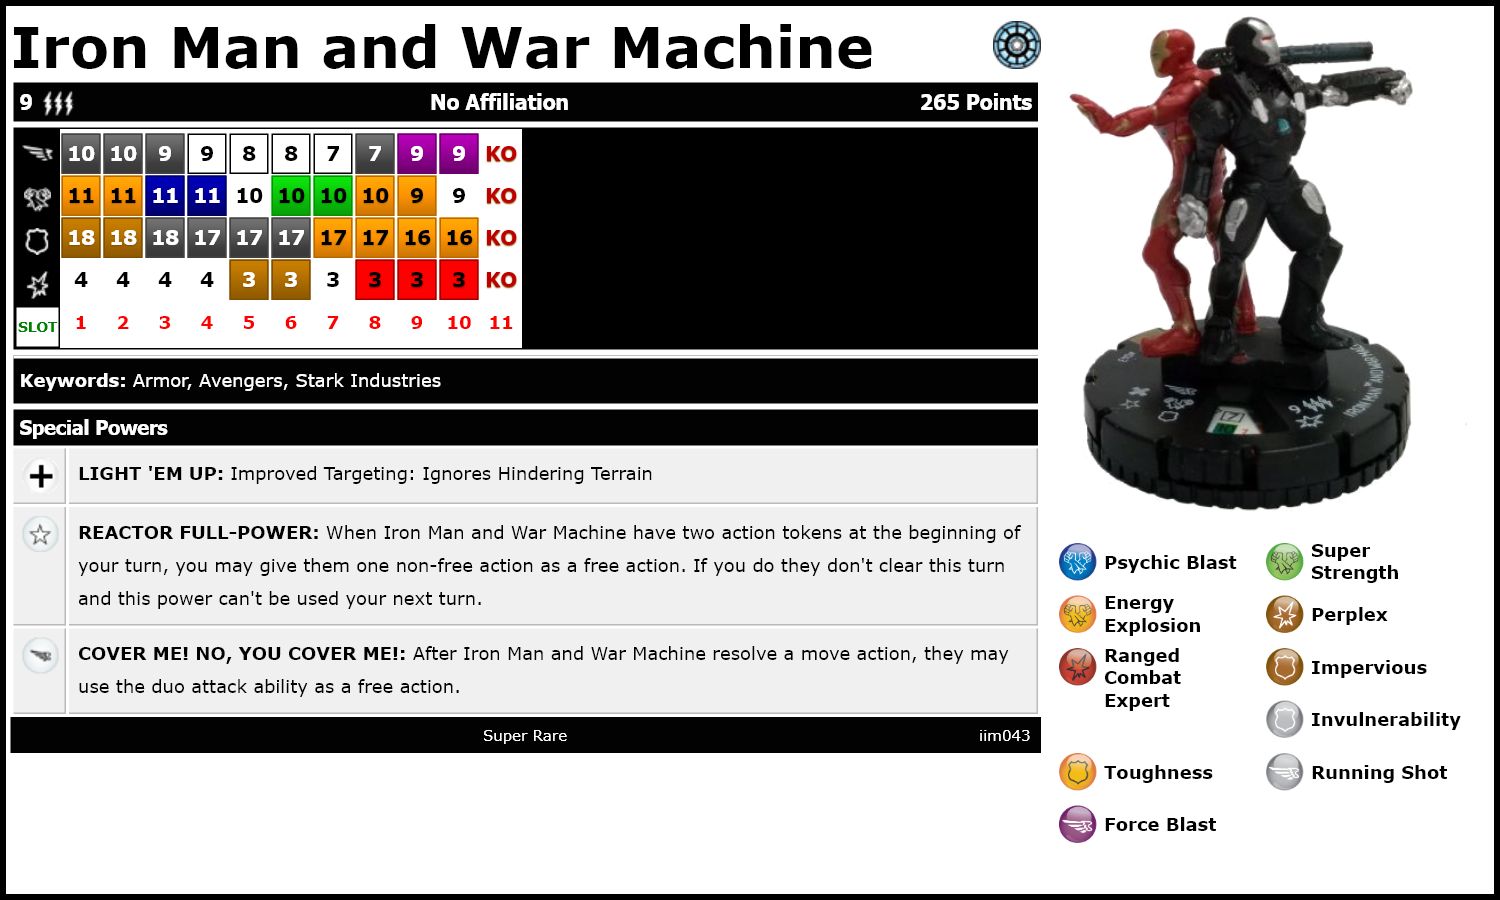 Iron Man and War Machine
9 No Affiliation 265 Points
10 10 9 9 8 8 7 7 9 9 KO
11 11 11 11 10 10 10 10 9 9 KO
18 18 18 17 17 17 17 17 16 16 KO
4 4 4 4 3 3 3 3 3 3 KO
SLOT 1 2 3 4 5 6 7 8 9 10 11
Keywords: Armor, Avengers, Stark Industries
Special Powers
LIGHT 'EM UP: Improved Targeting: Ignores Hindering Terrain
REACTOR FULL-POWER: When Iron Man and War Machine have two action tokens at the beginning of
your turn, you may give them one non-free action as a free action. If you do they don't clear this turn
and this power can't be used your next turn.
COVER ME! NO, YOU COVER ME!: After Iron Man and War Machine resolve a move action, they may
use the duo attack ability as a free action.
Super Rare iim043
IRON MAN AND WAR MACH
9
Psychic Blast
Super
Strength
Energy
Explosion
Perplex
Ranged
Combat
Expert
Impervious
Invulnerability
Toughness
Running Shot
Force Blast